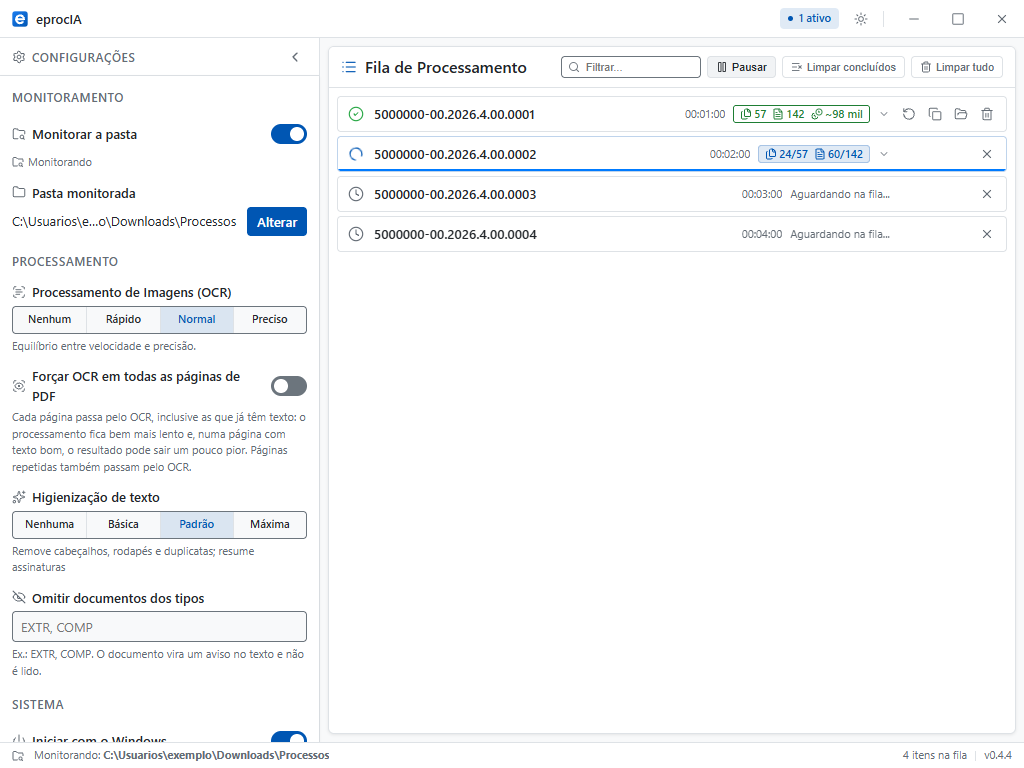 eprocIA
1 ativo
CONFIGURAÇÕES
MONITORAMENTO
Monitorar a pasta
Monitorando
Pasta monitorada
C:\Usuarios\e...o\Downloads\Processos
Alterar
PROCESSAMENTO
Processamento de Imagens (OCR)
Nenhum Rápido Normal Preciso
Equilíbrio entre velocidade e precisão.
Forçar OCR em todas as páginas de
PDF
Cada página passa pelo OCR, inclusive as que já têm texto: o
processamento fica bem mais lento e, numa página com
texto bom, o resultado pode sair um pouco pior. Páginas
repetidas também passam pelo OCR.
Higienização de texto
Nenhuma Básica Padrão Máxima
Remove cabeçalhos, rodapés e duplicatas; resume
assinaturas
Omitir documentos dos tipos
EXTR, COMP
Ex.: EXTR, COMP. O documento vira um aviso no texto e não
é lido.
SISTEMA
Iniciar com o Windows
Fila de Processamento
Filtrar...
Pausar
Limpar concluídos
Limpar tudo
5000000-00.2026.4.00.0001 00:01:00 57 142 ~98 mil
5000000-00.2026.4.00.0002 00:02:00 24/57 60/142
5000000-00.2026.4.00.0003 00:03:00 Aguardando na fila...
5000000-00.2026.4.00.0004 00:04:00 Aguardando na fila...
Monitorando: C:\Usuarios\exemplo\Downloads\Processos
4 itens na fila
v0.4.4